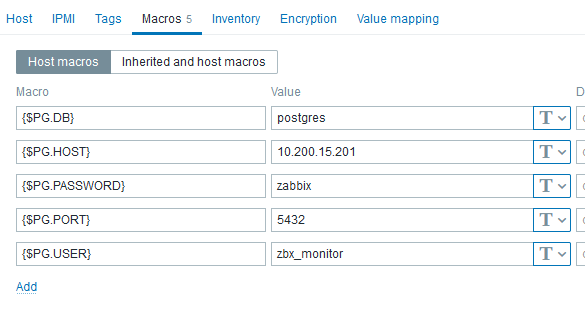 Host IPMI Tags Macros 5 Inventory Encryption Value mapping
Host macros Inherited and host macros
Macro Value D
{$PG.DB} postgres T
{$PG.HOST} 10.200.15.201 T
{$PG.PASSWORD} zabbix T
{$PG.PORT} 5432 T
{$PG.USER} zbx_monitor T
Add